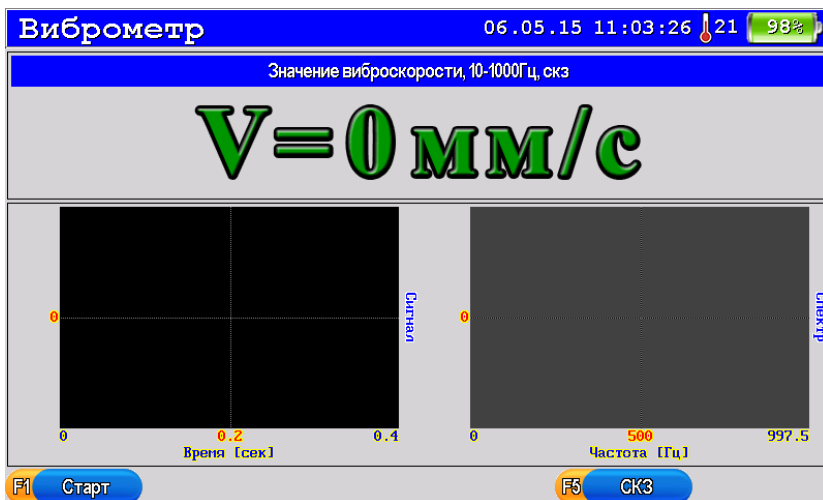 Виброметр 06.05.15 11:03:26 21 98%
Значение виброскорости, 10-1000Гц, скз
V=0 мм/с
0
Сигнал
0
Спектр
0 0.2 0.4
Время [сек]
0 500 997.5
Частота [Гц]
F1 Старт
F5 СКЗ